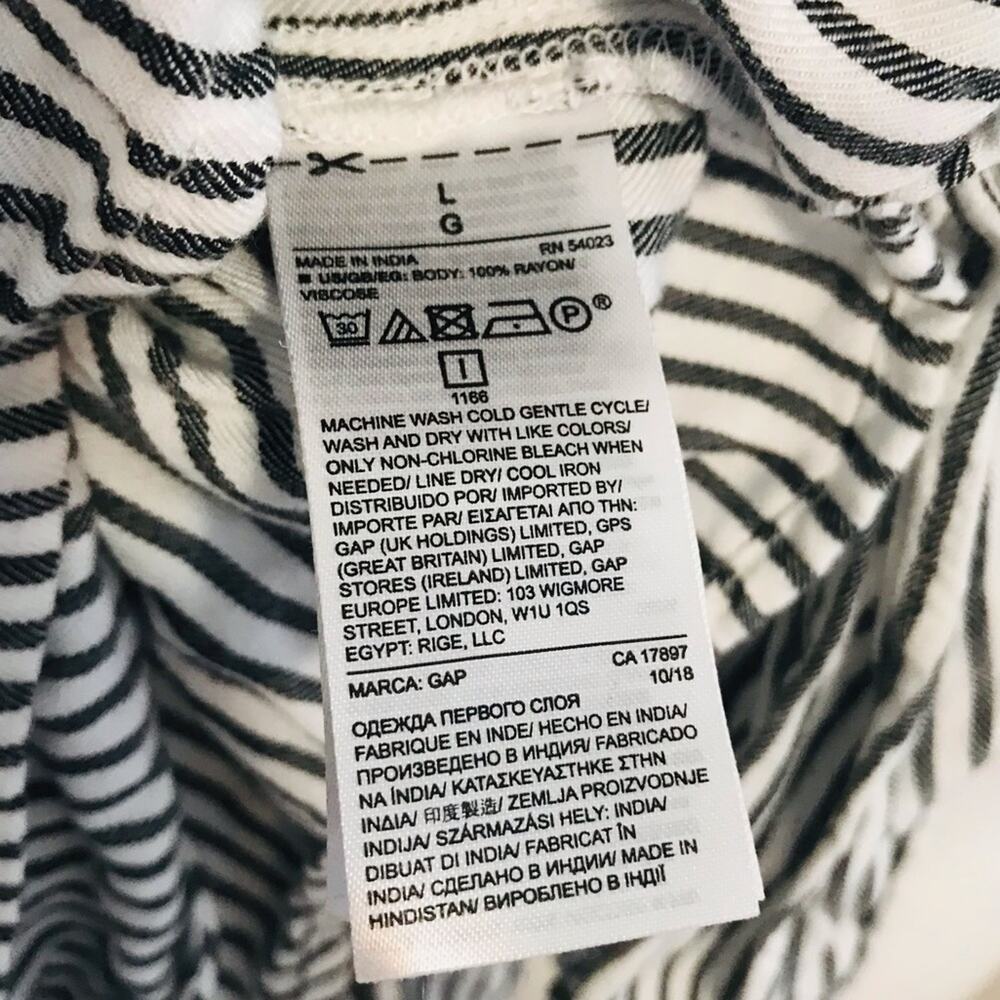 L
G
MADE IN INDIA RN 54023
US/GB/EG: BODY: 100% RAYON/
VISCOSE
30 P ®
I
1166
MACHINE WASH COLD GENTLE CYCLE/
WASH AND DRY WITH LIKE COLORS/
ONLY NON-CHLORINE BLEACH WHEN
NEEDED/ LINE DRY/ COOL IRON
DISTRIBUIDO POR/ IMPORTED BY/
IMPORTE PAR/ ΕΙΣΑΓΕΤΑΙ ΑΠΟ ΤΗΝ:
GAP (UK HOLDINGS) LIMITED, GPS
(GREAT BRITAIN) LIMITED, GAP
STORES (IRELAND) LIMITED, GAP
EUROPE LIMITED: 103 WIGMORE
STREET, LONDON, W1U 1QS
EGYPT: RIGE, LLC
MARCA: GAP CA 17897
10/18
ОДЕЖДА ПЕРВОГО СЛОЯ
FABRIQUE EN INDE/ HECHO EN INDIA/
ПРОИЗВЕДЕНО В ИНДИЯ/ FABRICADO
NA ÍNDIA/ ΚΑΤΑΣΚΕΥΑΣΤΗΚΕ ΣΤΗΝ
ΙΝΔΙΑ/ 印度製造/ ZEMLJA PROIZVODNJE
INDIJA/ SZÁRMAZÁSI HELY: INDIA/
DIBUAT DI INDIA/ FABRICAT ÎN
INDIA/ СДЕЛАНО В ИНДИИ/ MADE IN
HINDISTAN/ ВИРОБЛЕНО В ІНДІЇ